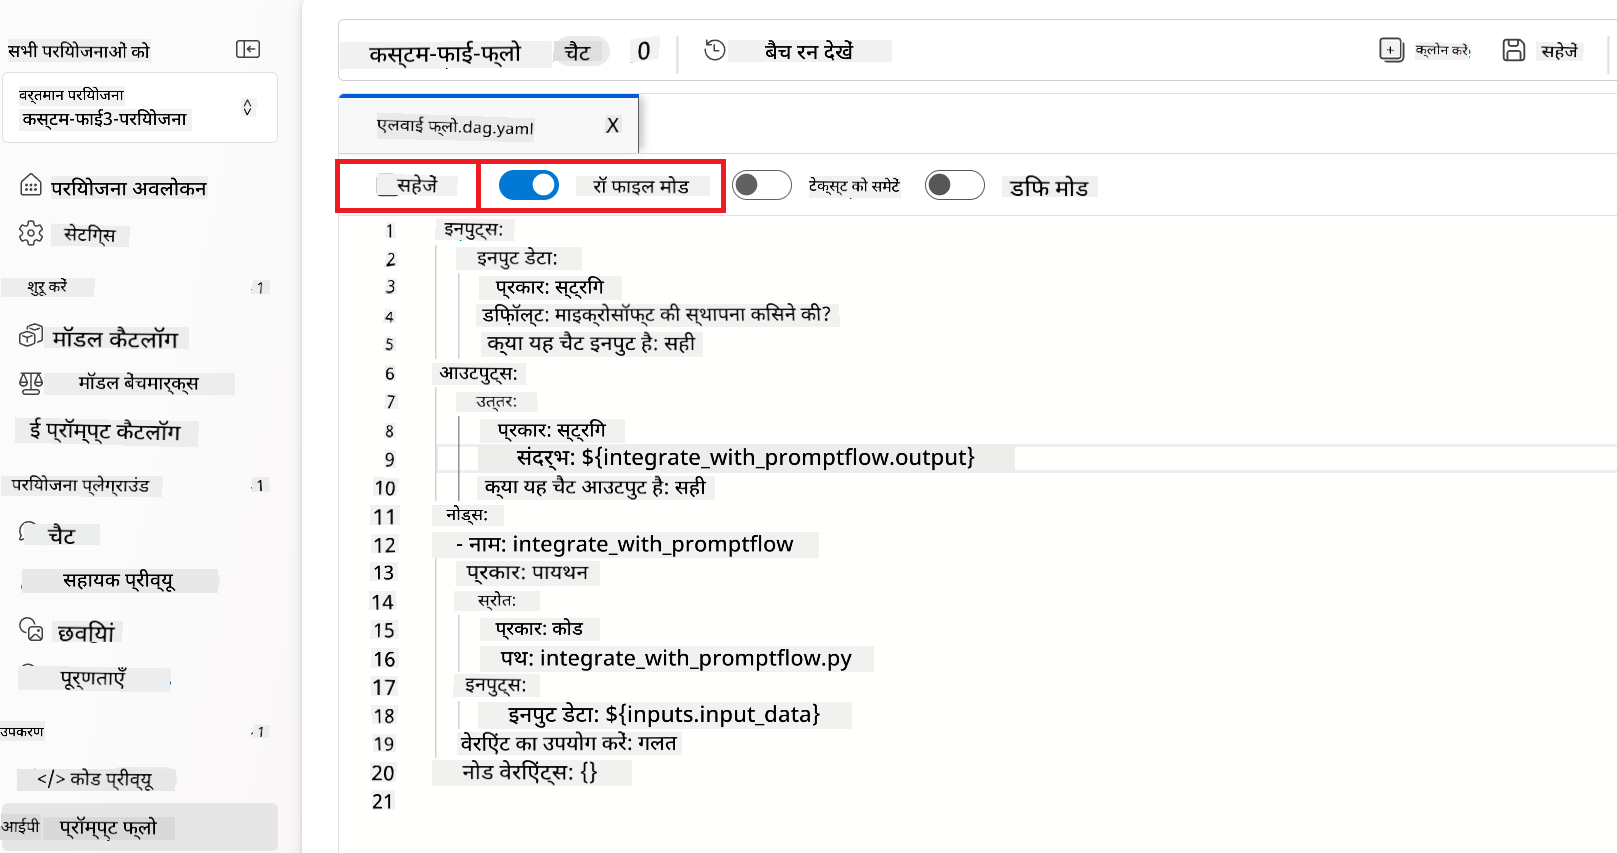 सभी परियोजनाओं को
वर्तमान परियोजना
कस्टम-फाई3-परियोजना
परियोजना अवलोकन
सेटिंग्स
शुरू करें
1
मॉडल कैटलॉग
मॉडल बेंचमार्क्स
ई प्रॉम्प्ट कैटलॉग
परियोजना प्लेग्राउंड
1
चैट
सहायक प्रीव्यू
छवियां
पूर्णताएँ
उपकरण
1
</> कोड प्रीव्यू
आईपी प्रॉम्प्ट फ्लो
कस्टम-फाई-फ्लो चैट 0 बैच रन देखें
क्लोन करें
सहेजें
एलवाई फ्लो.dag.yaml X
सहेजें रॉ फाइल मोड टेक्स्ट को समेटें डिफ मोड
1 इनपुट्स:
2 इनपुट डेटा:
3 प्रकार: स्ट्रिंग
4 डिफ़ॉल्ट: माइक्रोसॉफ्ट की स्थापना किसने की?
5 क्या यह चैट इनपुट है: सही
6 आउटपुट्स:
7 उत्तर:
8 प्रकार: स्ट्रिंग
9 संदर्भ: ${integrate_with_promptflow.output}
10 क्या यह चैट आउटपुट है: सही
11 नोड्स:
12 - नाम: integrate_with_promptflow
13 प्रकार: पायथन
14 स्रोत:
15 प्रकार: कोड
16 पथ: integrate_with_promptflow.py
17 इनपुट्स:
18 इनपुट डेटा: ${inputs.input_data}
19 वेरिएंट का उपयोग करें: गलत
20 नोड वेरिएंट्स: {}
21